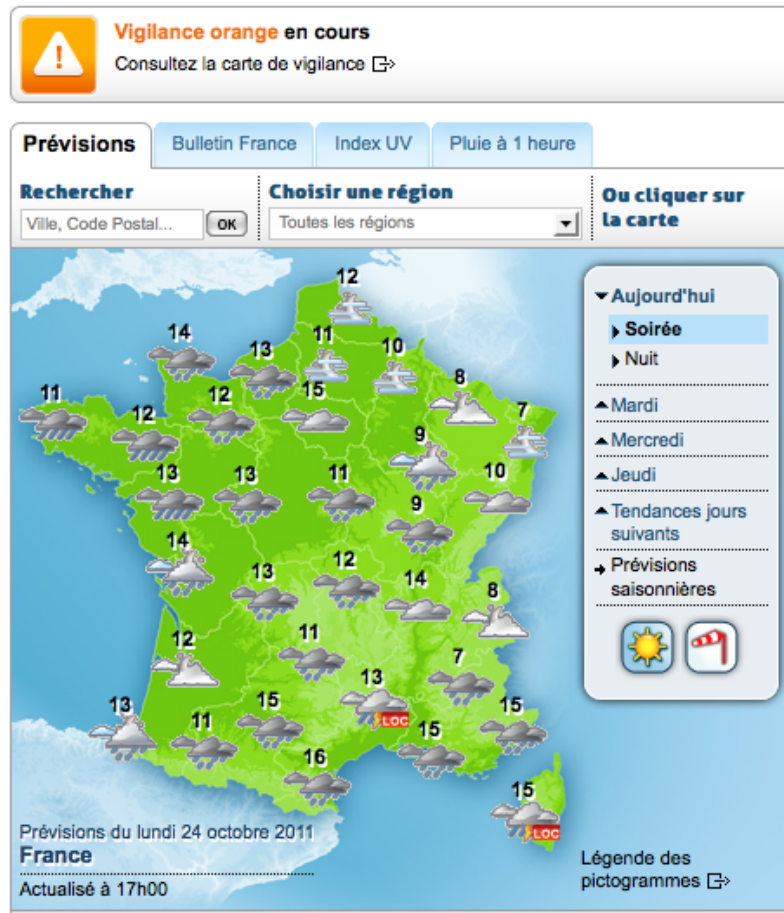 Vigilance orange en cours
Consultez la carte de vigilance
Prévisions
Bulletin France
Index UV
Pluie à 1 heure
Rechercher
Ville, Code Postal...
OK
Choisir une région
Toutes les régions
Ou cliquer sur
la carte
12
14
13
11
10
11
12
12
15
8
7
9
10
13
13
11
9
14
13
12
14
8
12
11
13
7
13
11
15
15
15
16
15
LOC
LOC
Aujourd'hui
Soirée
Nuit
Mardi
Mercredi
Jeudi
Tendances jours
suivants
Prévisions
saisonnières
Prévisions du lundi 24 octobre 2011
France
Actualisé à 17h00
Légende des
pictogrammes